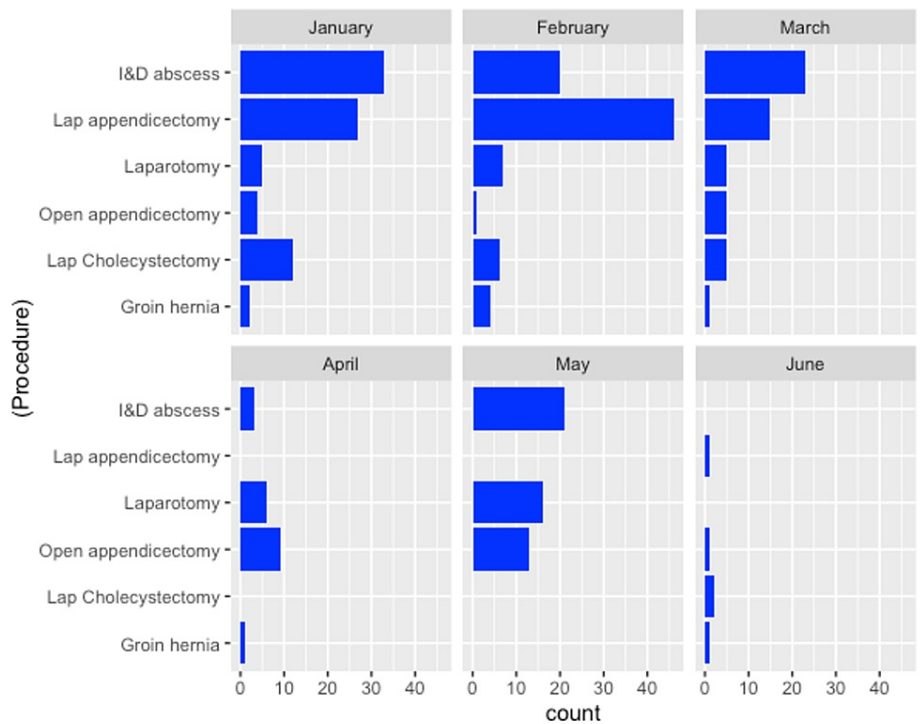 January February March
I&D abscess
Lap appendicectomy
Laparotomy
Open appendicectomy
Lap Cholecystectomy
Groin hernia
(Procedure)
April May June
I&D abscess
Lap appendicectomy
Laparotomy
Open appendicectomy
Lap Cholecystectomy
Groin hernia
0 10 20 30 40 0 10 20 30 40 0 10 20 30 40
count